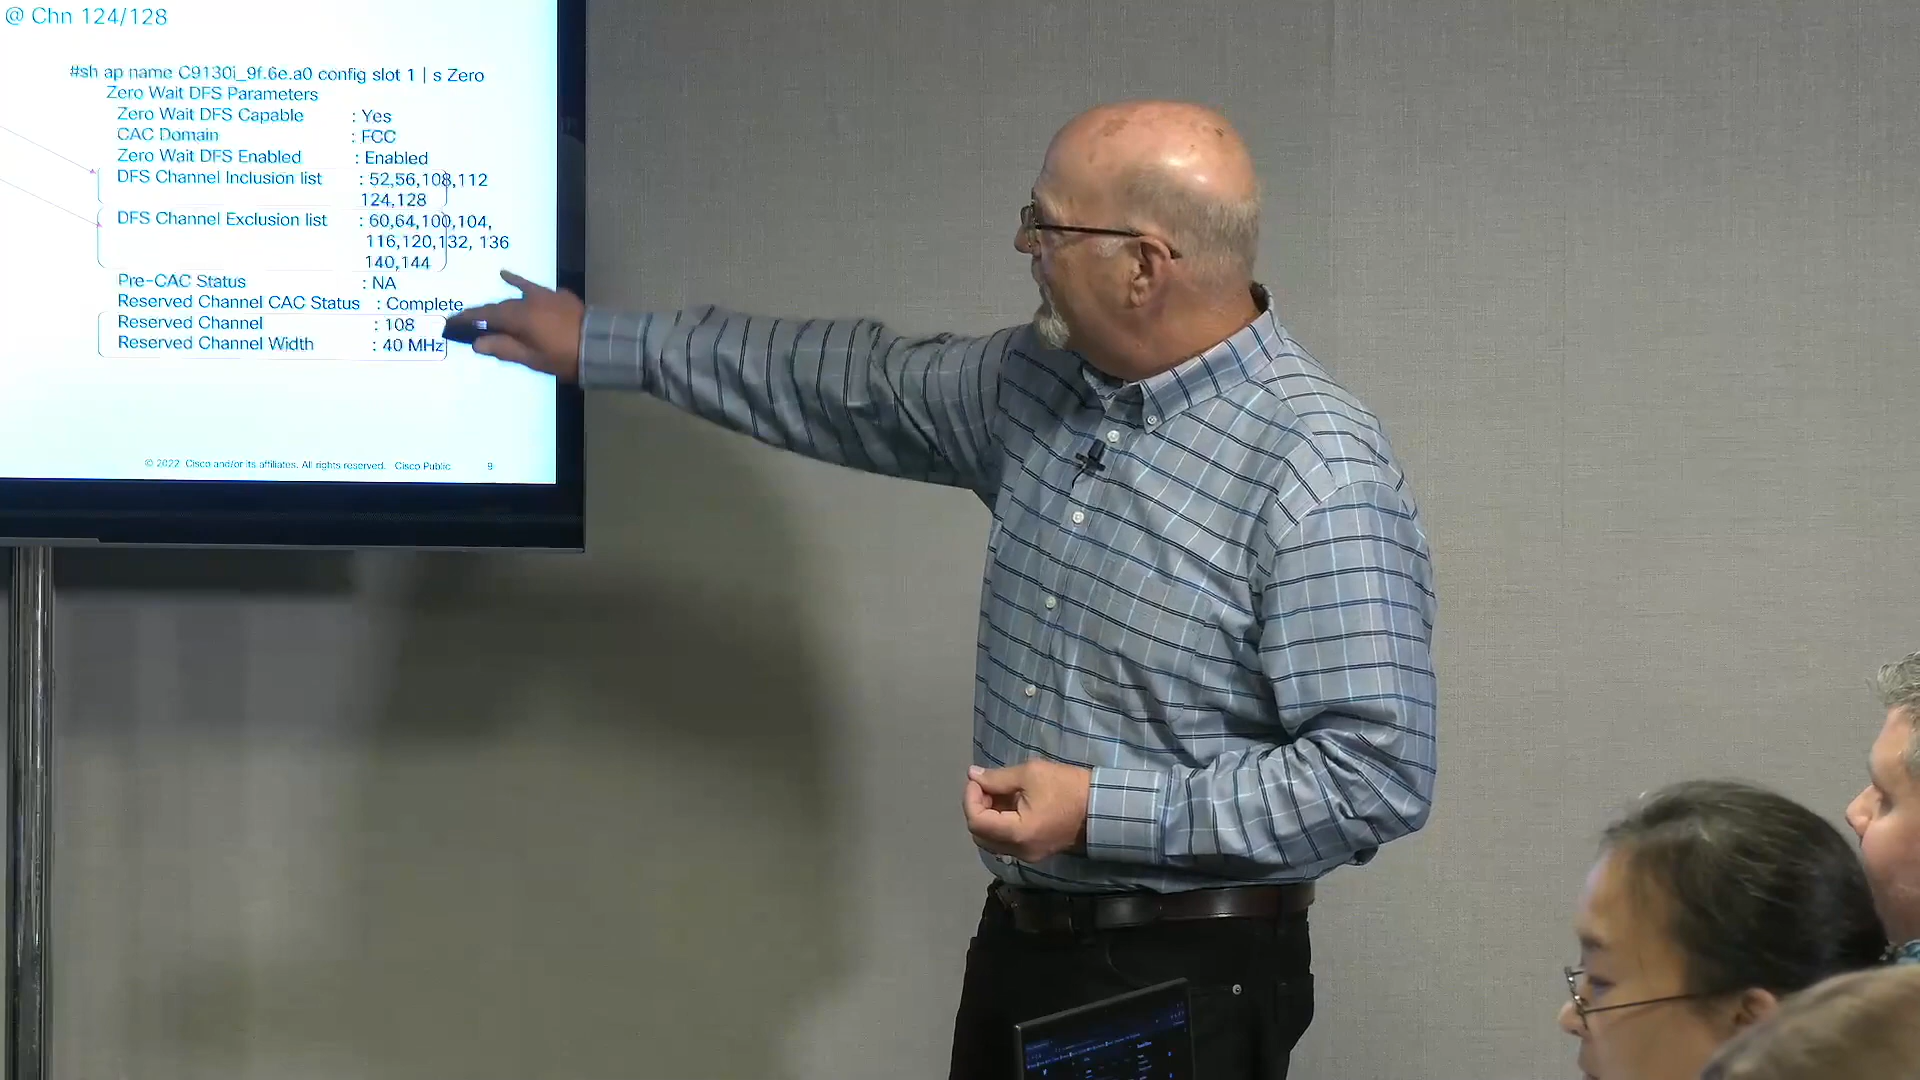 @ Chn 124/128
#sh ap name C9130i_9f.6e.a0 config slot 1 | s Zero
Zero Wait DFS Parameters
Zero Wait DFS Capable : Yes
CAC Domain : FCC
Zero Wait DFS Enabled : Enabled
DFS Channel Inclusion list : 52,56,108,112
124,128
DFS Channel Exclusion list : 60,64,100,104,
116,120,132, 136
140,144
Pre-CAC Status : NA
Reserved Channel CAC Status : Complete
Reserved Channel : 108
Reserved Channel Width : 40 MHz
© 2022 Cisco and/or its affiliates. All rights reserved. Cisco Public 9